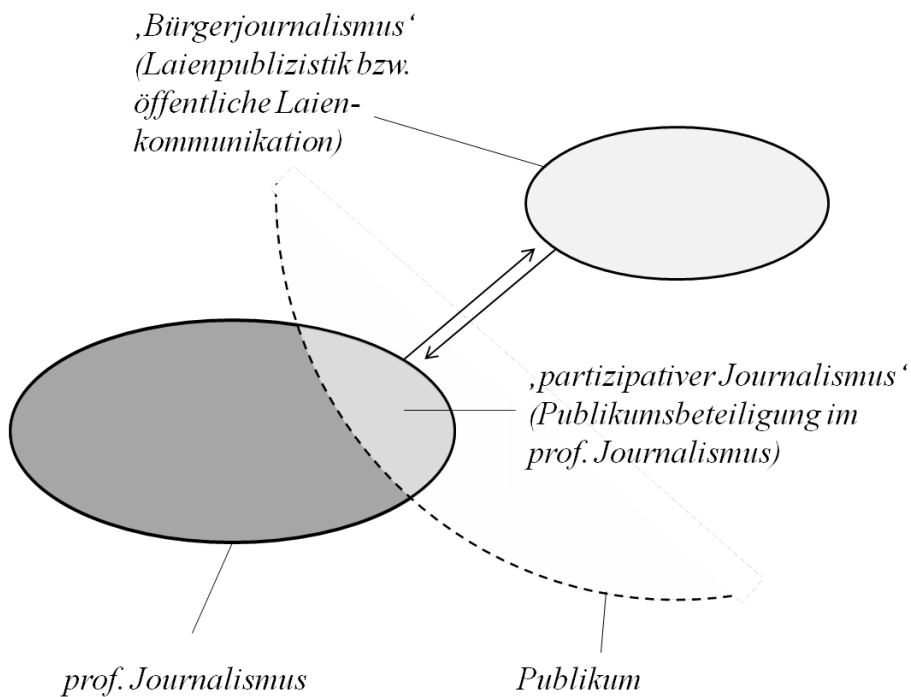 ‚Bürgerjournalismus‘
(Laienpublizistik bzw.
öffentliche Laien-
kommunikation)
‚partizipativer Journalismus‘
(Publikumsbeteiligung im
prof. Journalismus)
prof. Journalismus
Publikum